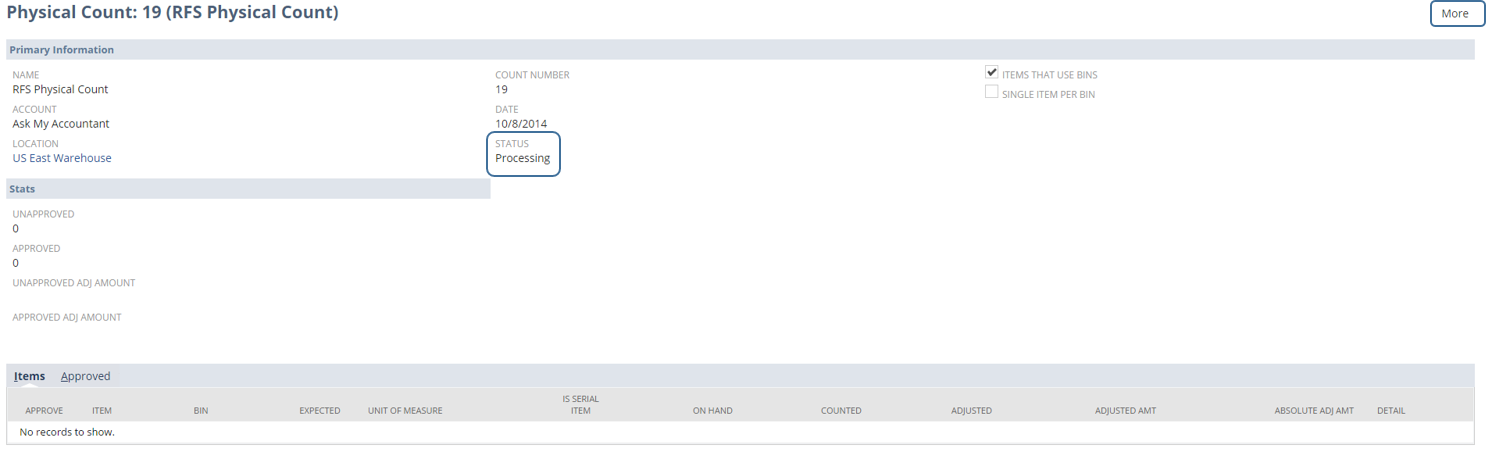 Physical Count: 19 (RFS Physical Count)
More
Primary Information
NAME
RFS Physical Count
ACCOUNT
Ask My Accountant
LOCATION
US East Warehouse
COUNT NUMBER
19
DATE
10/8/2014
STATUS
Processing
ITEMS THAT USE BINS
SINGLE ITEM PER BIN
Stats
UNAPPROVED
0
APPROVED
0
UNAPPROVED ADJ AMOUNT
APPROVED ADJ AMOUNT
Items Approved
APPROVE ITEM BIN EXPECTED UNIT OF MEASURE IS SERIAL ITEM ON HAND COUNTED ADJUSTED ADJUSTED AMT ABSOLUTE ADJ AMT DETAIL
No records to show.